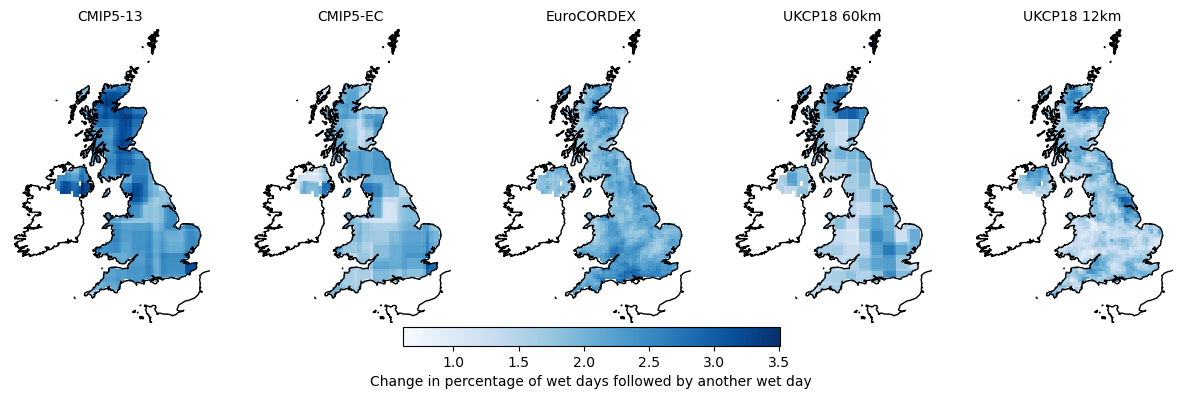 CMIP5-13 CMIP5-EC EuroCORDEX UKCP18 60km UKCP18 12km
1.0 1.5 2.0 2.5 3.0 3.5
Change in percentage of wet days followed by another wet day